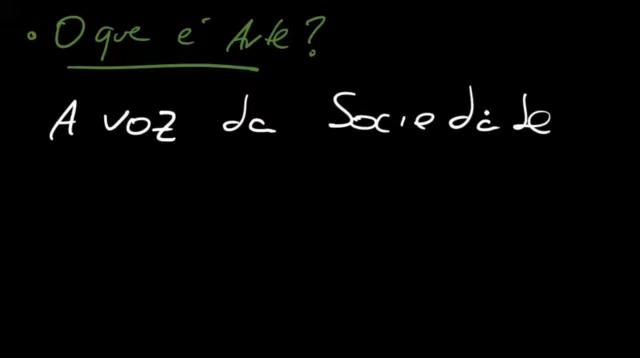 • O que é Arte?
A voz da Sociedade